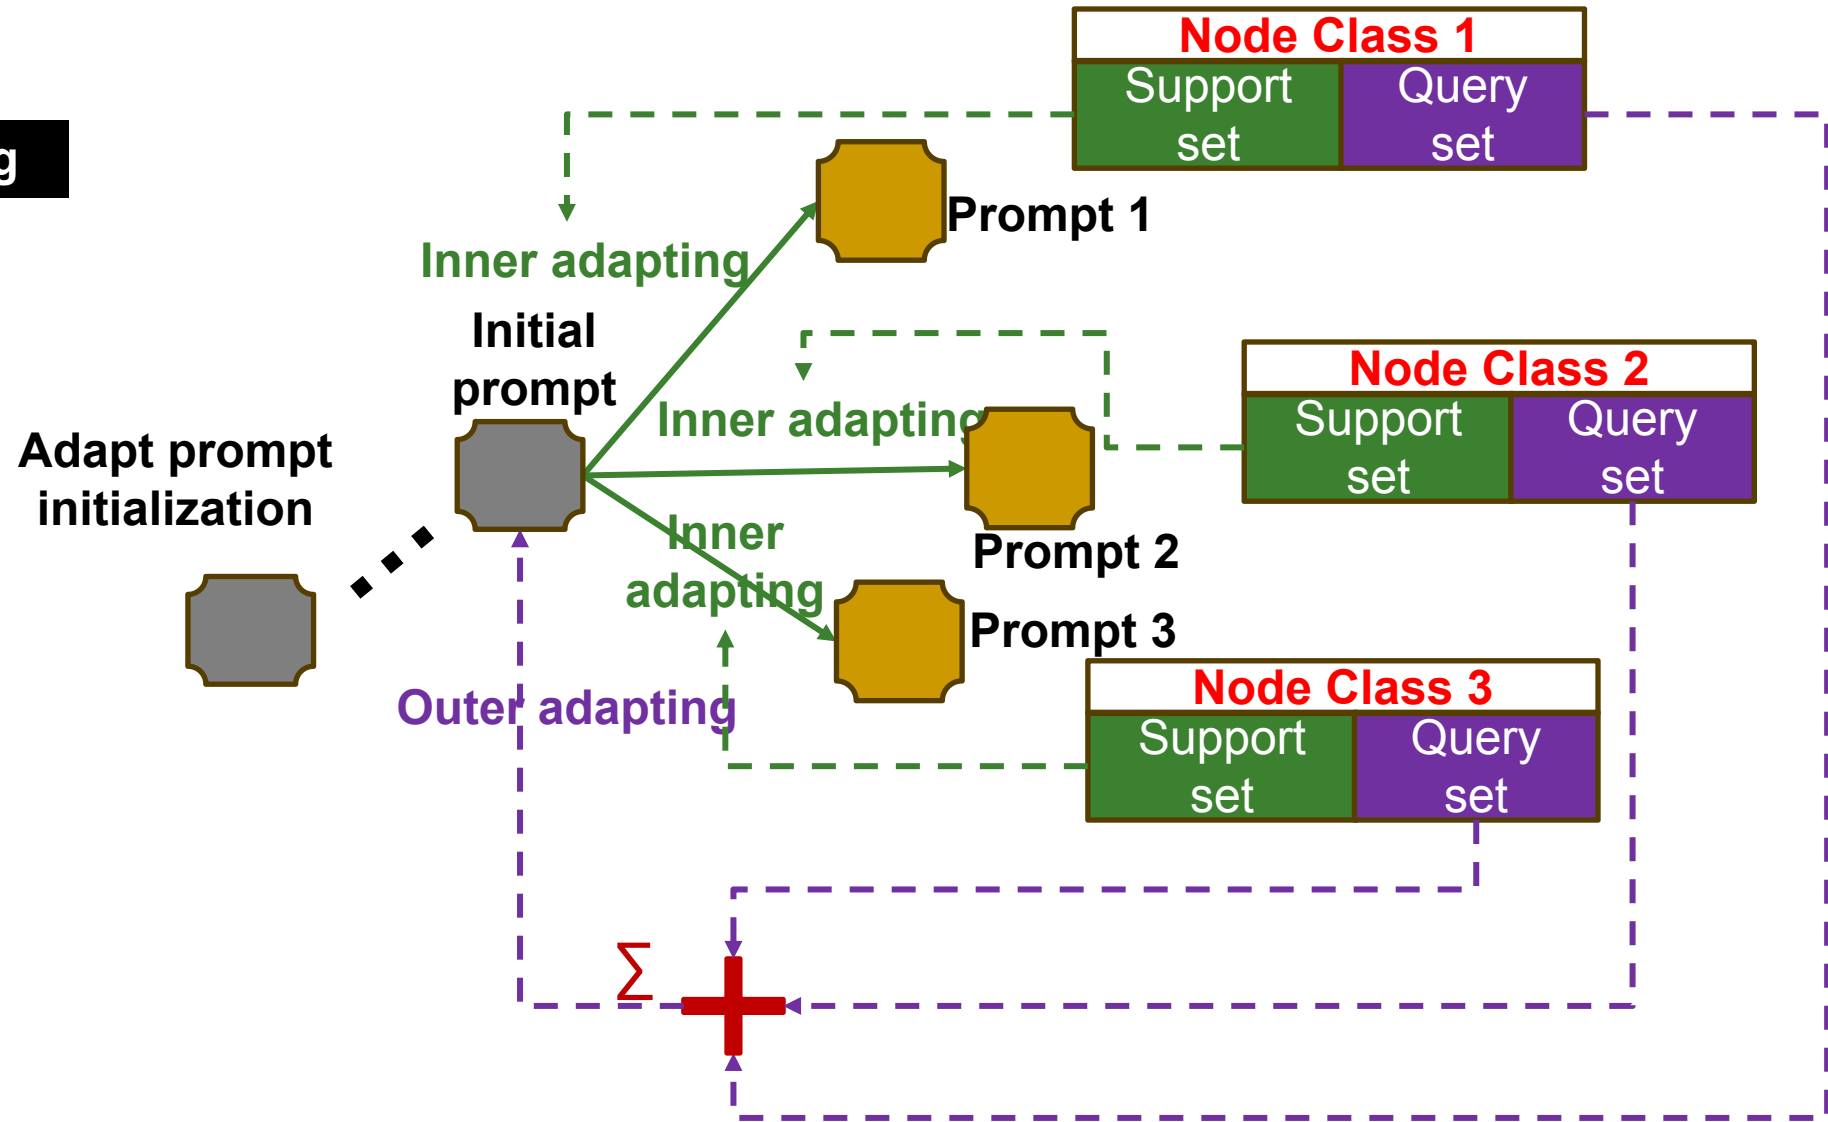 Node Class 1
Support
set
Query
set
g
Prompt 1
Inner adapting
Initial
prompt
Node Class 2
Support
set
Query
set
Inner adapting
Adapt prompt
initialization
Inner
adapting
Prompt 2
Prompt 3
Node Class 3
Support
set
Query
set
Outer adapting
∑